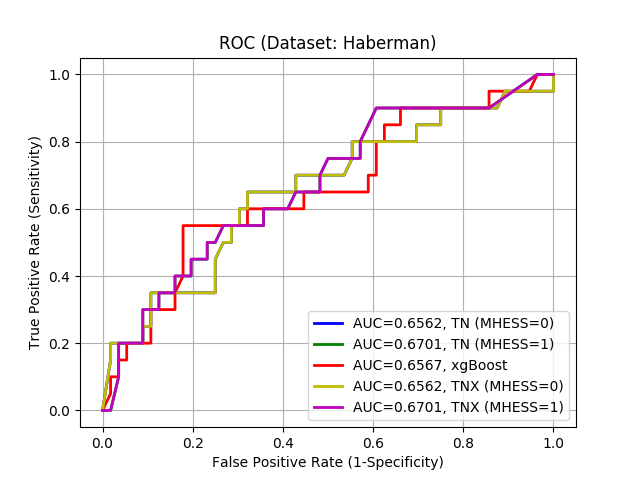 ROC (Dataset: Haberman)
1.0
0.8
0.6
0.4
0.2
0.0
True Positive Rate (Sensitivity)
AUC=0.6562, TN (MHESS=0)
AUC=0.6701, TN (MHESS=1)
AUC=0.6567, xgBoost
AUC=0.6562, TNX (MHESS=0)
AUC=0.6701, TNX (MHESS=1)
0.0 0.2 0.4 0.6 0.8 1.0
False Positive Rate (1-Specificity)